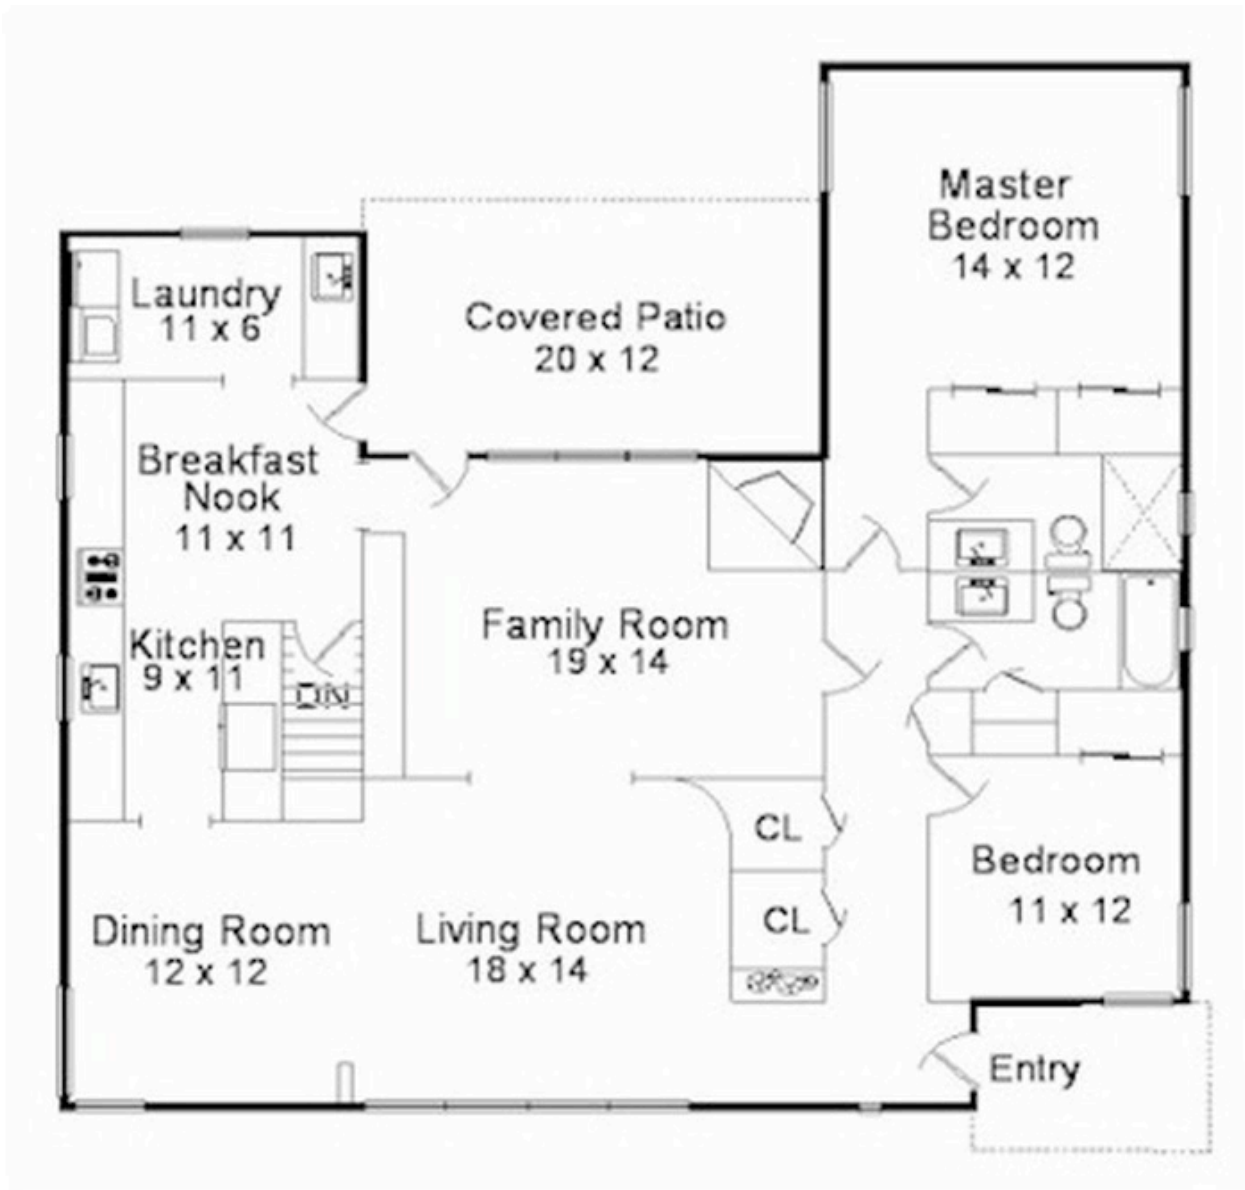 Master
Bedroom
14 x 12
Laundry
11 x 6
Covered Patio
20 x 12
Breakfast
Nook
11 x 11
Kitchen
9 x 11
DN
Family Room
19 x 14
CL
CL
Bedroom
11 x 12
Dining Room
12 x 12
Living Room
18 x 14
Entry